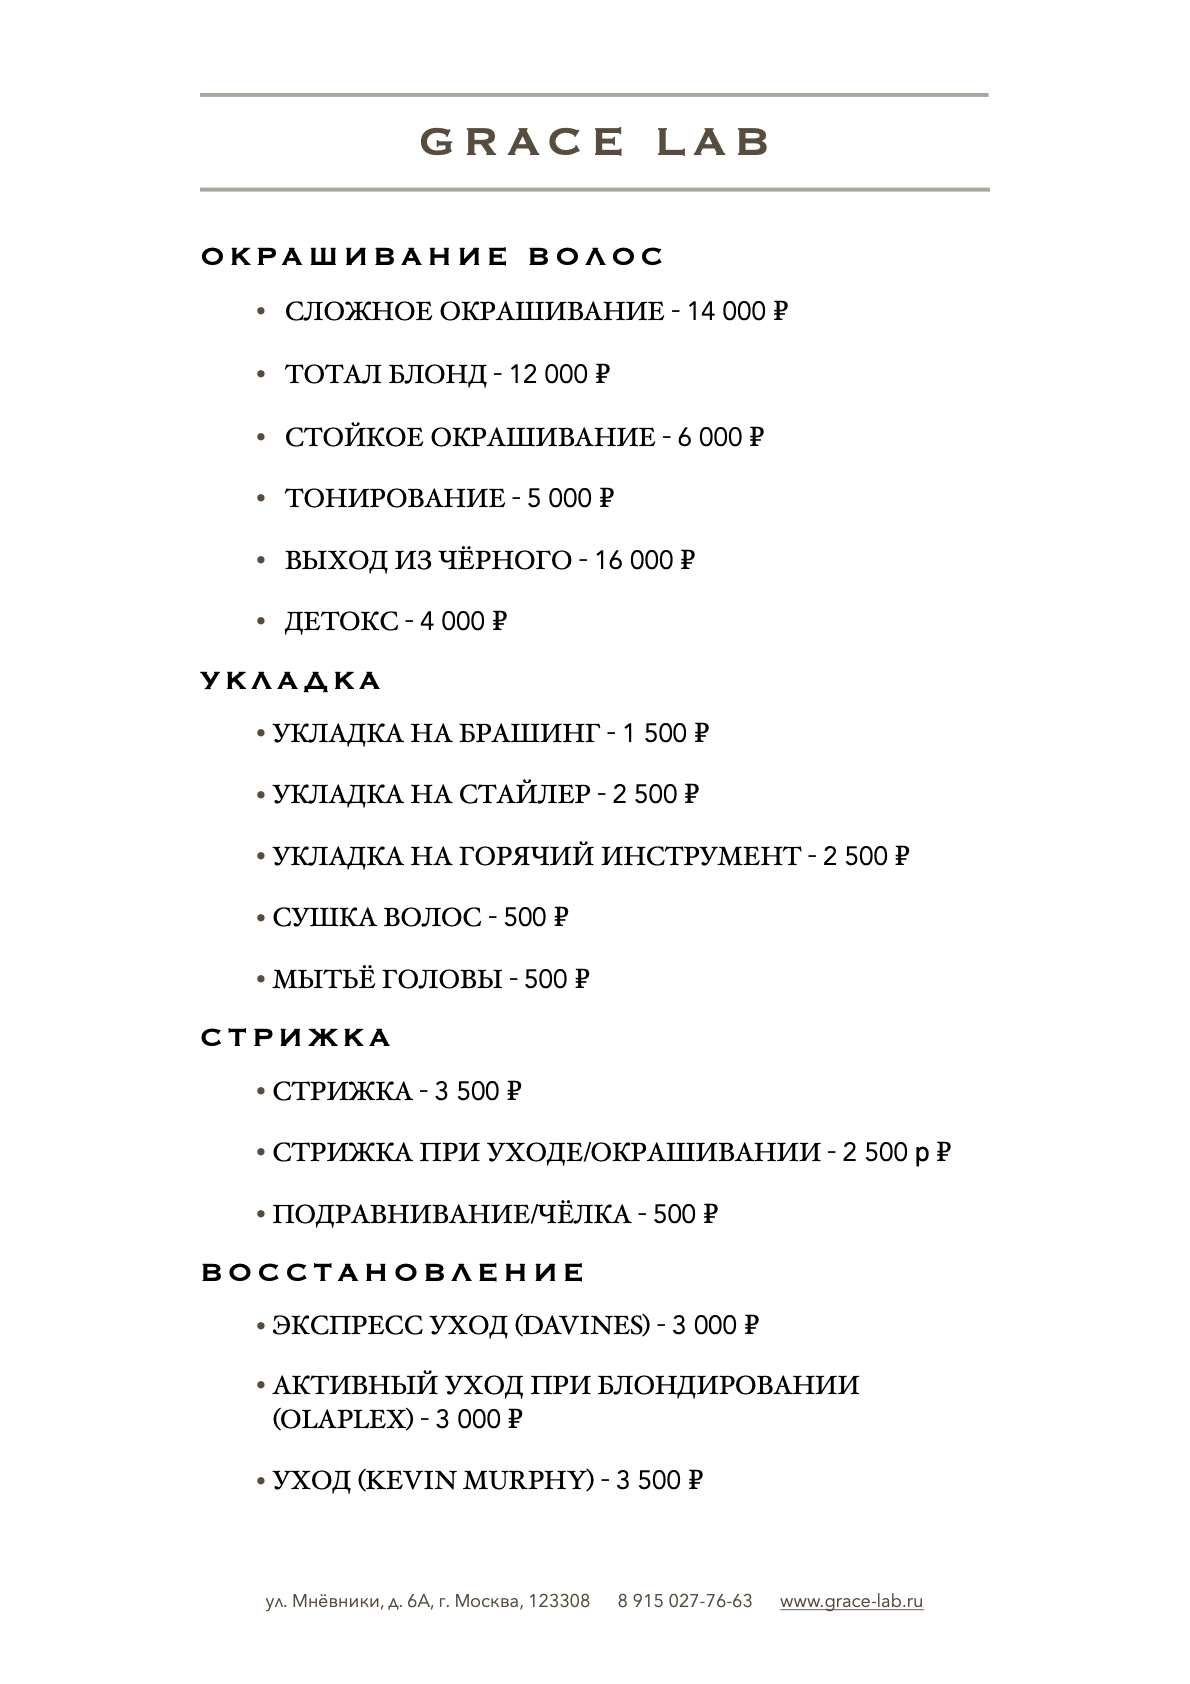 GRACE LAB
ОКРАШИВАНИЕ ВОЛОС
• СЛОЖНОЕ ОКРАШИВАНИЕ - 14 000 ₽
• ТОТАЛ БЛОНД - 12 000 ₽
• СТОЙКОЕ ОКРАШИВАНИЕ - 6 000 ₽
• ТОНИРОВАНИЕ - 5 000 ₽
• ВЫХОД ИЗ ЧЁРНОГО - 16 000 ₽
• ДЕТОКС - 4 000 ₽
УКЛАДКА
• УКЛАДКА НА БРАШИНГ - 1 500 ₽
• УКЛАДКА НА СТАЙЛЕР - 2 500 ₽
• УКЛАДКА НА ГОРЯЧИЙ ИНСТРУМЕНТ - 2 500 ₽
• СУШКА ВОЛОС - 500 ₽
• МЫТЬЁ ГОЛОВЫ - 500 ₽
СТРИЖКА
• СТРИЖКА - 3 500 ₽
• СТРИЖКА ПРИ УХОДЕ/ОКРАШИВАНИИ - 2 500 р ₽
• ПОДРАВНИВАНИЕ/ЧЁЛКА - 500 ₽
ВОССТАНОВЛЕНИЕ
• ЭКСПРЕСС УХОД (DAVINES) - 3 000 ₽
• АКТИВНЫЙ УХОД ПРИ БЛОНДИРОВАНИИ
(OLAPLEX) - 3 000 ₽
• УХОД (KEVIN MURPHY) - 3 500 ₽
ул. Мнёвники, д. 6А, г. Москва, 123308 8 915 027-76-63 www.grace-lab.ru